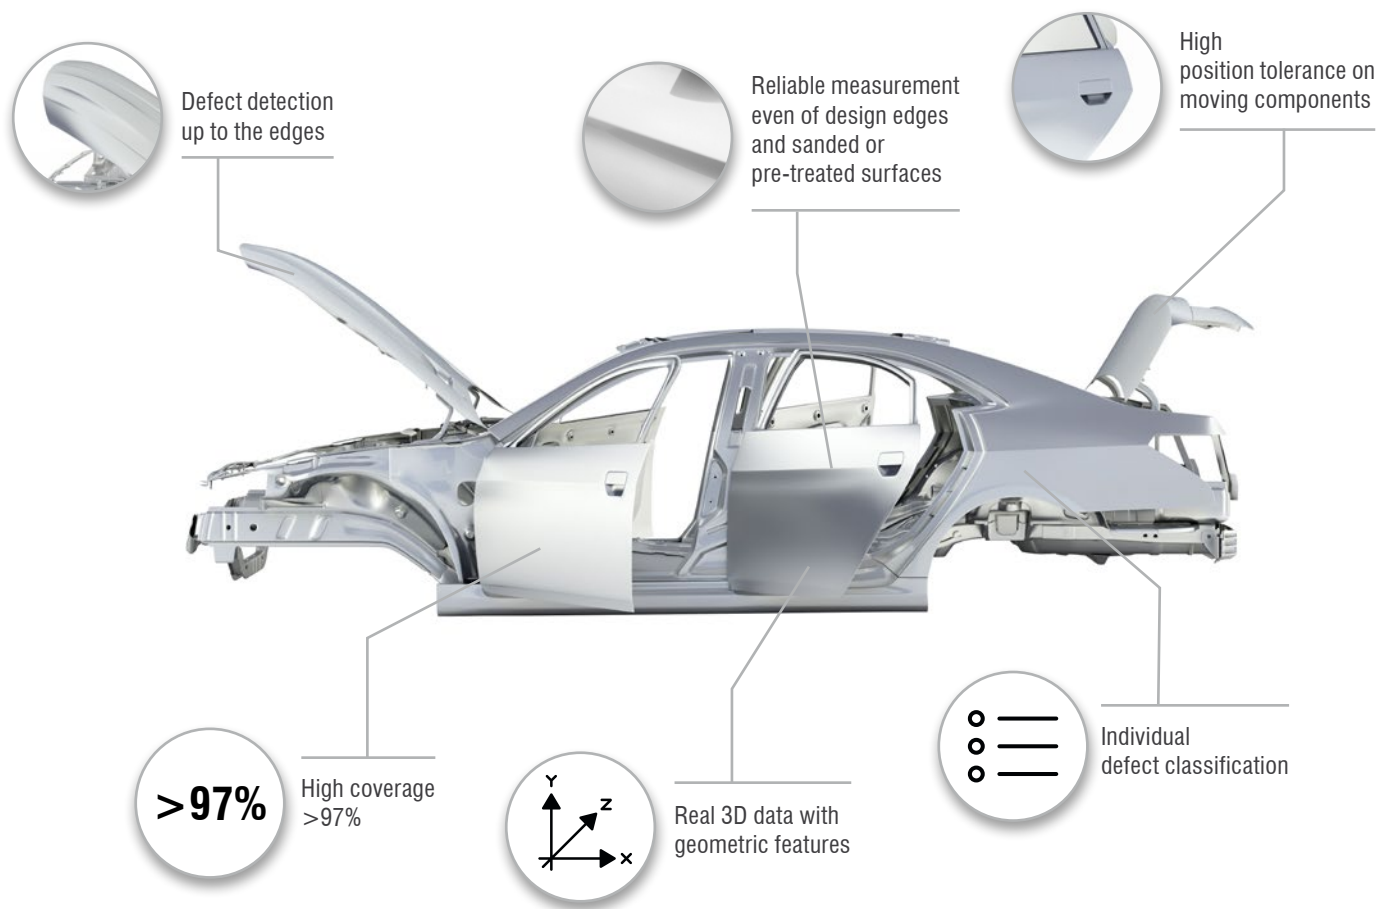 Defect detection
up to the edges
Reliable measurement
even of design edges
and sanded or
pre-treated surfaces
High
position tolerance on
moving components
>97%
High coverage
>97%
Y
Z
X
Real 3D data with
geometric features
Individual
defect classification